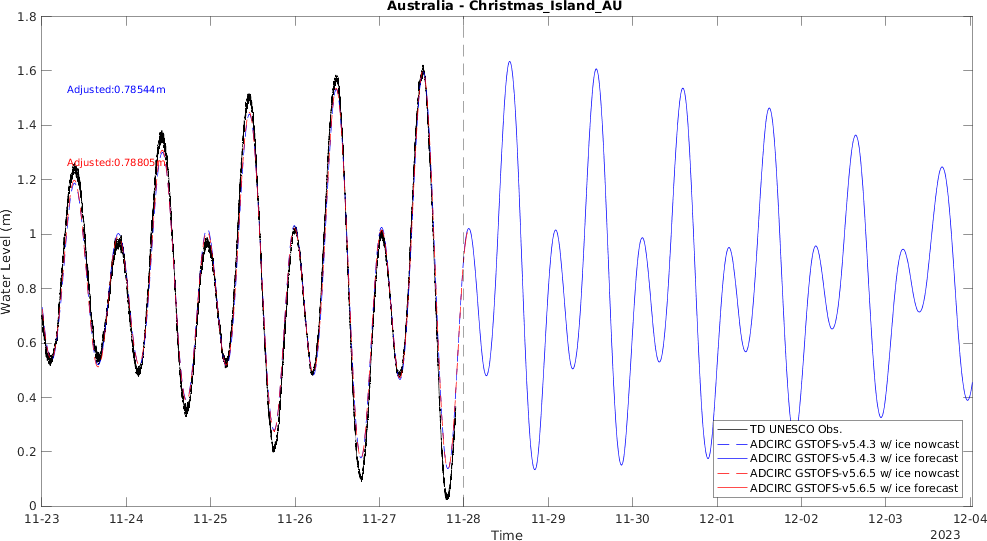 Australia - Christmas_Island_AU
1.8
1.6
1.4
1.2
1
0.8
0.6
0.4
0.2
0
Water Level (m)
Adjusted:0.78544m
Adjusted:0.78805m
TD UNESCO Obs.
ADCIRC GSTOFS-v5.4.3 w/ ice nowcast
ADCIRC GSTOFS-v5.4.3 w/ ice forecast
ADCIRC GSTOFS-v5.6.5 w/ ice nowcast
ADCIRC GSTOFS-v5.6.5 w/ ice forecast
11-23 11-24 11-25 11-26 11-27 11-28 11-29 11-30 12-01 12-02 12-03 12-04
Time
2023